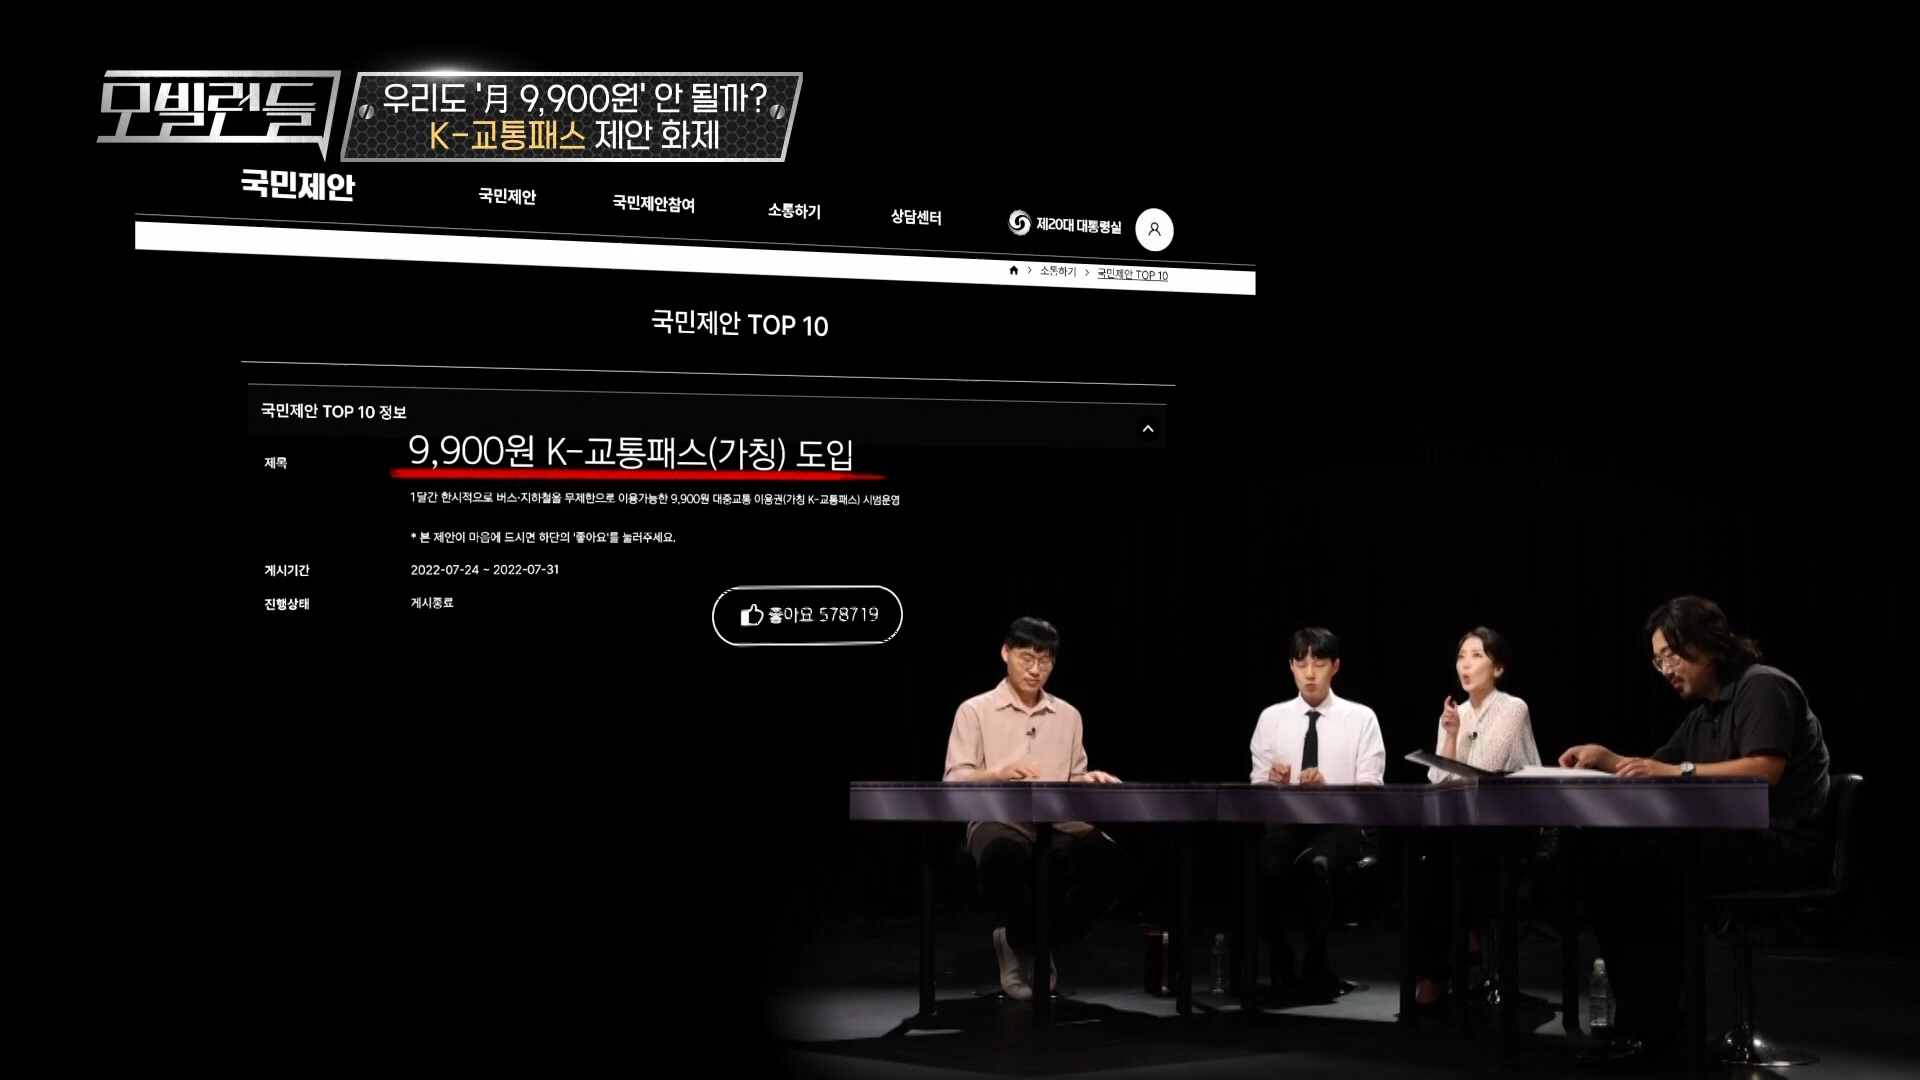 모빌런들
우리도 '月 9,900원' 안 될까?
K-교통패스 제안 화제
국민제안
국민제안 국민제안참여 소통하기 상담센터 제20대 대통령실
소통하기 > 국민제안 TOP 10
국민제안 TOP 10
국민제안 TOP 10 정보
제목 9,900원 K-교통패스(가칭) 도입
1달간 한시적으로 버스·지하철을 무제한으로 이용가능한 9,900원 대중교통 이용권(가칭 K-교통패스) 시범운영
* 본 제안이 마음에 드시면 하단의 '좋아요'를 눌러주세요.
게시기간 2022-07-24 ~ 2022-07-31
진행상태 게시종료
좋아요 578719